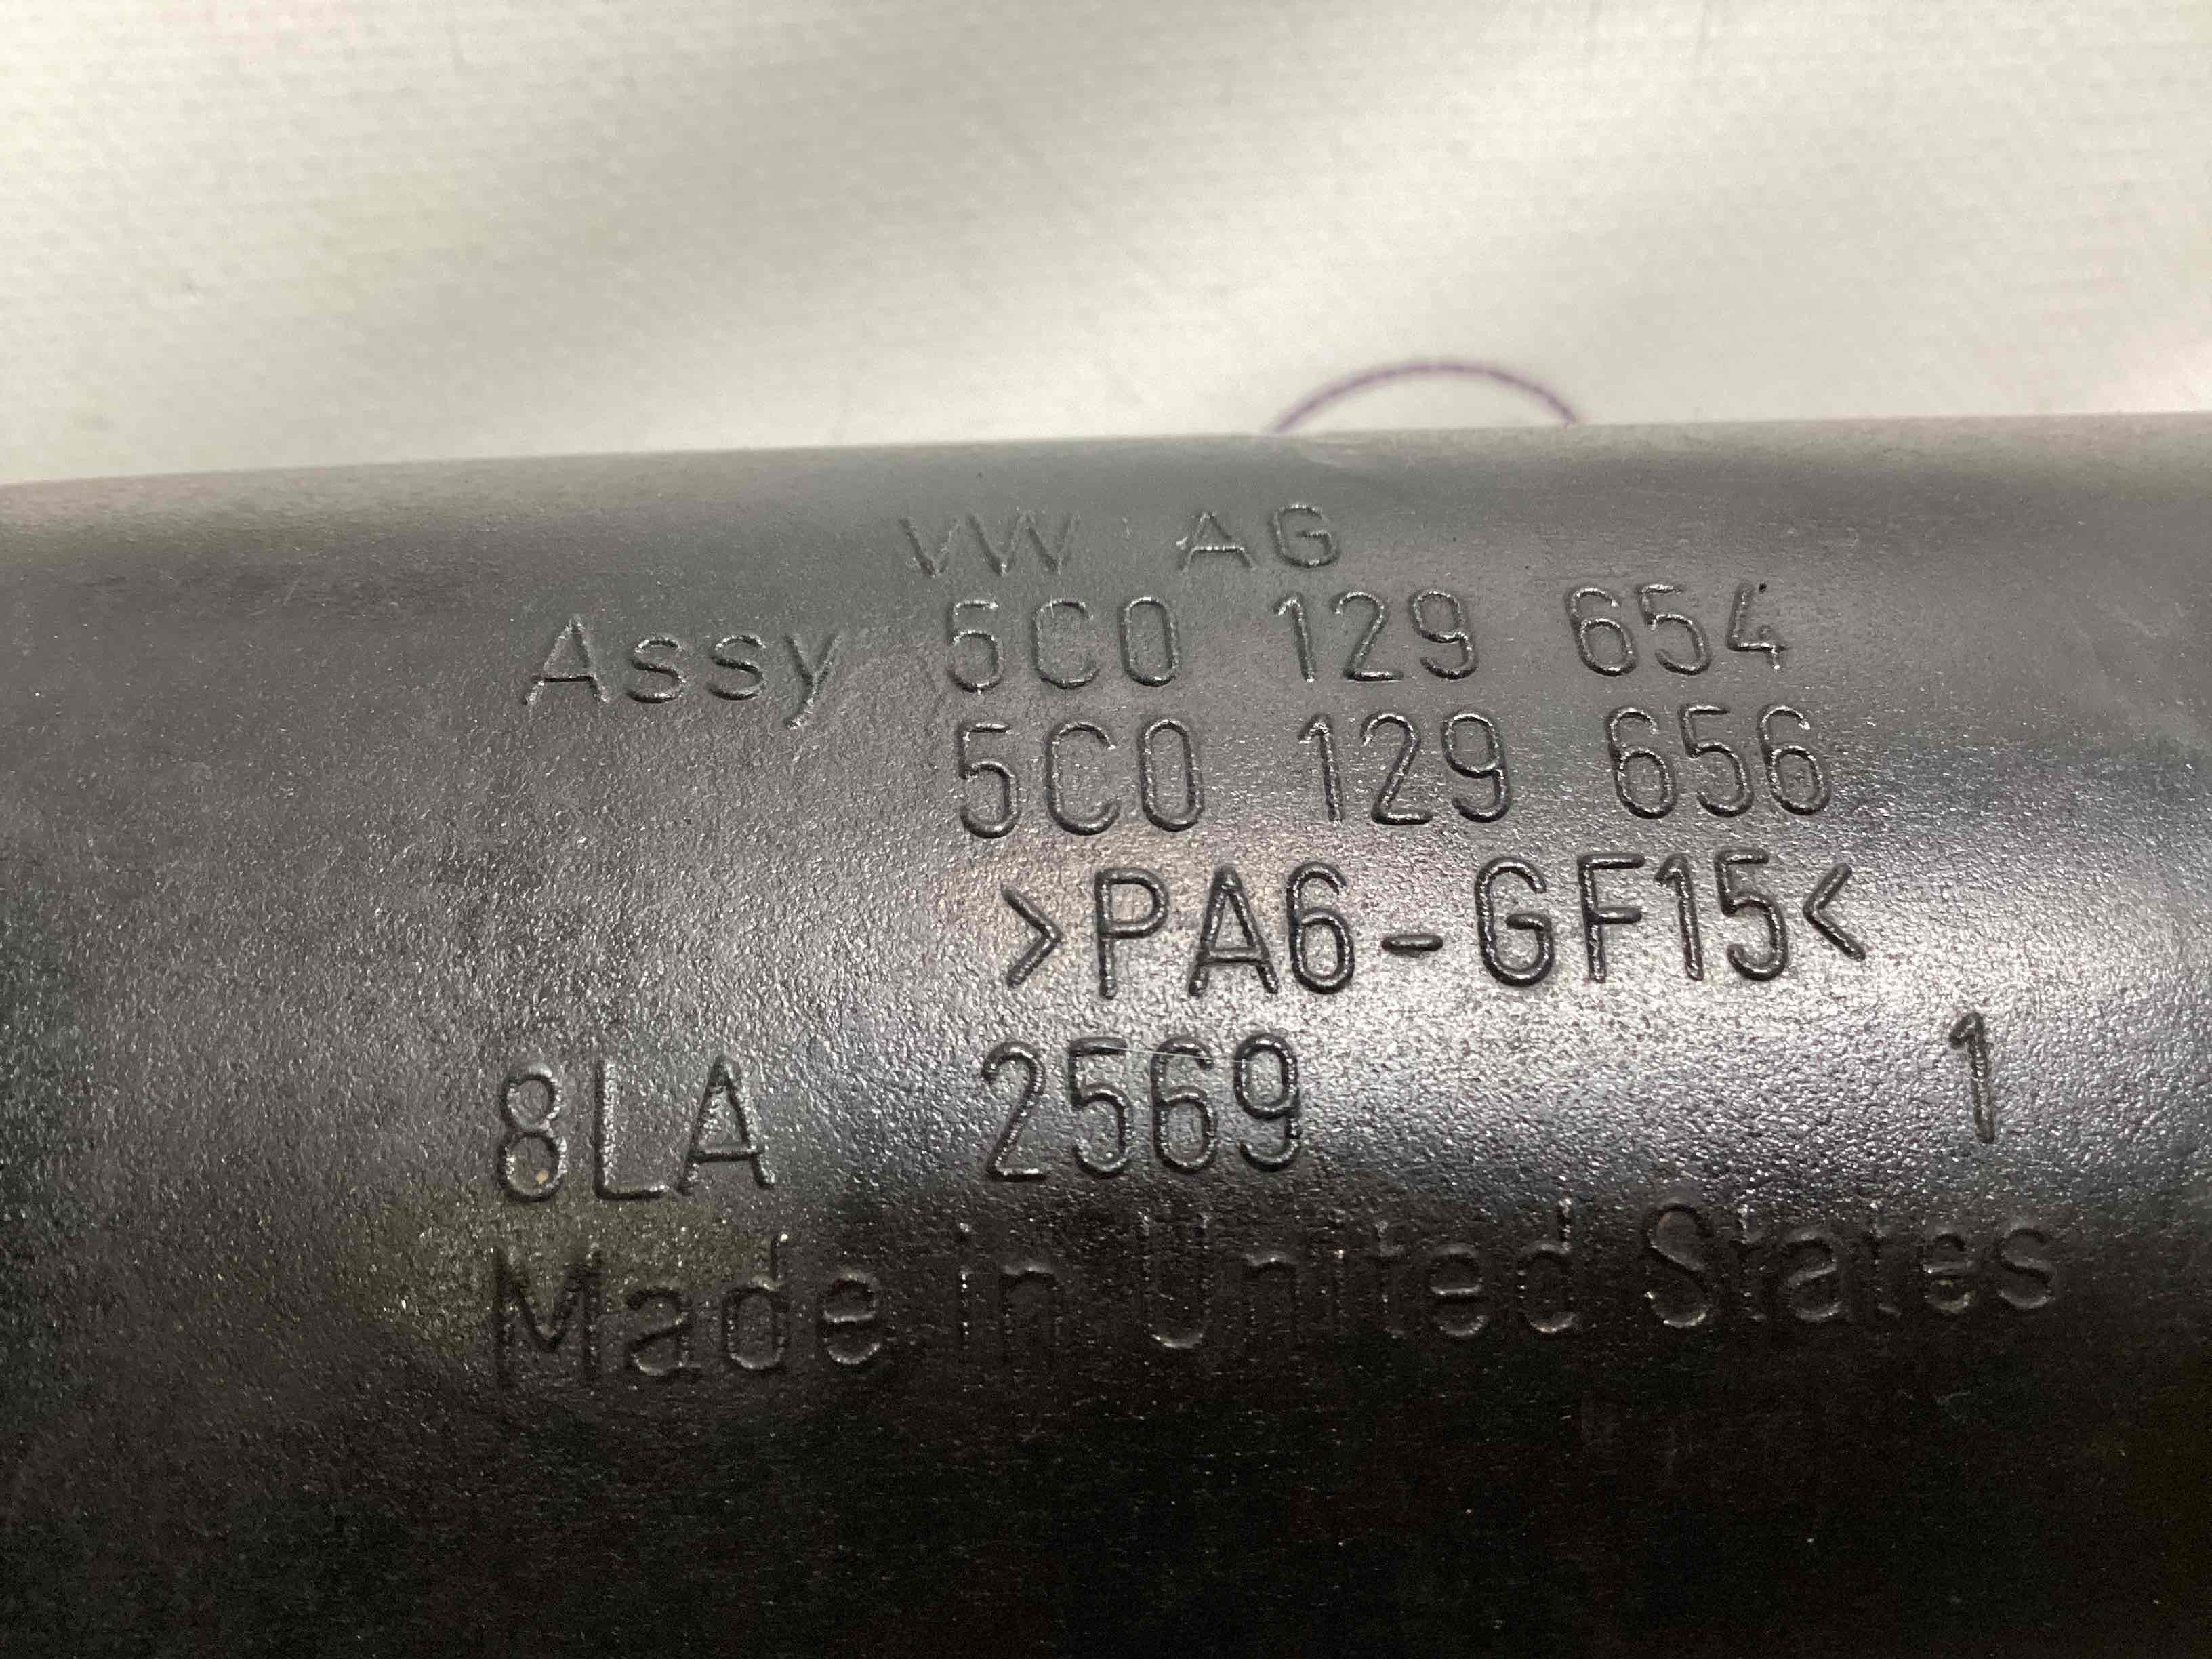 VW AG
Assy 5C0 129 654
5C0 129 656
>PA6-GF15<
8LA 2569 1
Made in United States